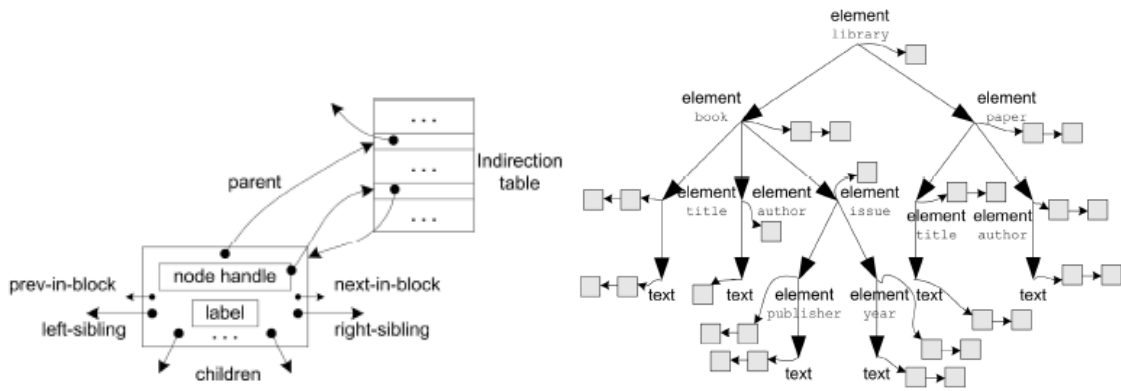 ...
...
...
Indirection
table
parent
node handle
prev-in-block
next-in-block
label
left-sibling
...
right-sibling
children
element
library
element
book
element
paper
element
title
element
author
element
issue
element
title
element
author
text
text
element
publisher
element
year
text
text
text
text